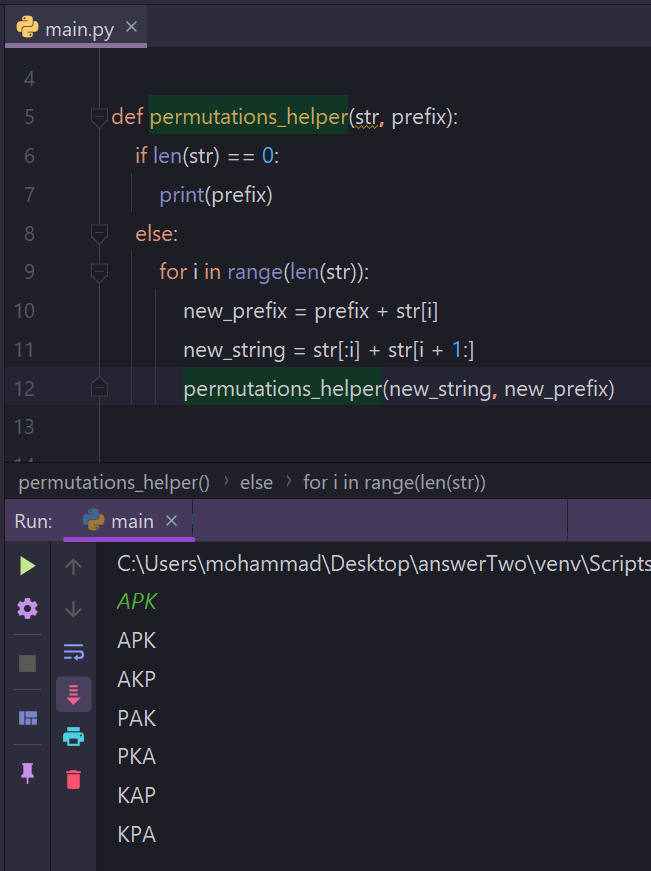 main.py
4
5 def permutations_helper(str, prefix):
6 if len(str) == 0:
7 print(prefix)
8 else:
9 for i in range(len(str)):
10 new_prefix = prefix + str[i]
11 new_string = str[:i] + str[i + 1:]
12 permutations_helper(new_string, new_prefix)
13
permutations_helper() › else › for i in range(len(str))
Run: main
C:\Users\mohammad\Desktop\answerTwo\venv\Scripts
APK
APK
AKP
PAK
PKA
KAP
KPA